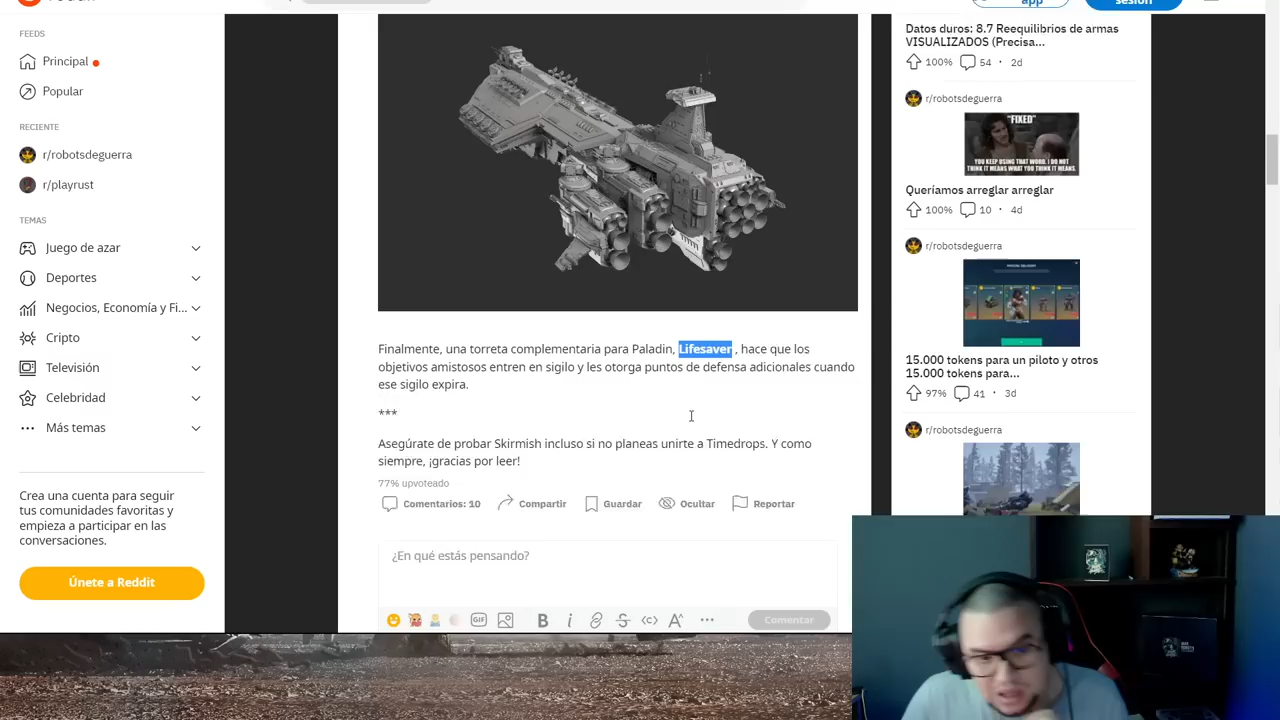 app
sesión
FEEDS
Principal
Popular
RECIENTE
r/robotsdeguerra
r/playrust
TEMAS
Juego de azar
Deportes
Negocios, Economía y Fi...
Cripto
Televisión
Celebridad
Más temas
Crea una cuenta para seguir
tus comunidades favoritas y
empieza a participar en las
conversaciones.
Únete a Reddit
Finalmente, una torreta complementaria para Paladin, Lifesaver , hace que los
objetivos amistosos entren en sigilo y les otorga puntos de defensa adicionales cuando
ese sigilo expira.
***
Asegúrate de probar Skirmish incluso si no planeas unirte a Timedrops. Y como
siempre, ¡gracias por leer!
77% upvoteado
Comentarios: 10 Compartir Guardar Ocultar Reportar
¿En qué estás pensando?
GIF B i A
Comentar
Datos duros: 8.7 Reequilibrios de armas
VISUALIZADOS (Precisa...
100% 54 · 2d
r/robotsdeguerra
"FIXED"
YOU KEEP USING THAT WORD, I DO NOT
THINK IT MEANS WHAT YOU THINK IT MEANS.
Queríamos arreglar arreglar
100% 10 · 4d
r/robotsdeguerra
15.000 tokens para un piloto y otros
15.000 tokens para...
97% 41 · 3d
r/robotsdeguerra